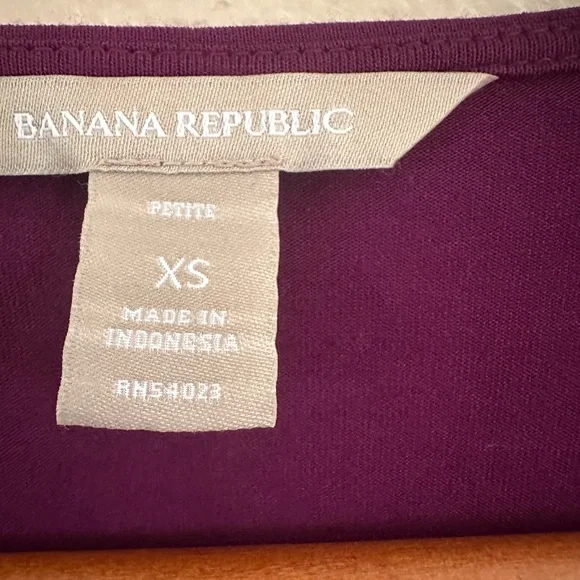 BANANA REPUBLIC
PETITE
XS
MADE IN
INDONESIA
RN54023